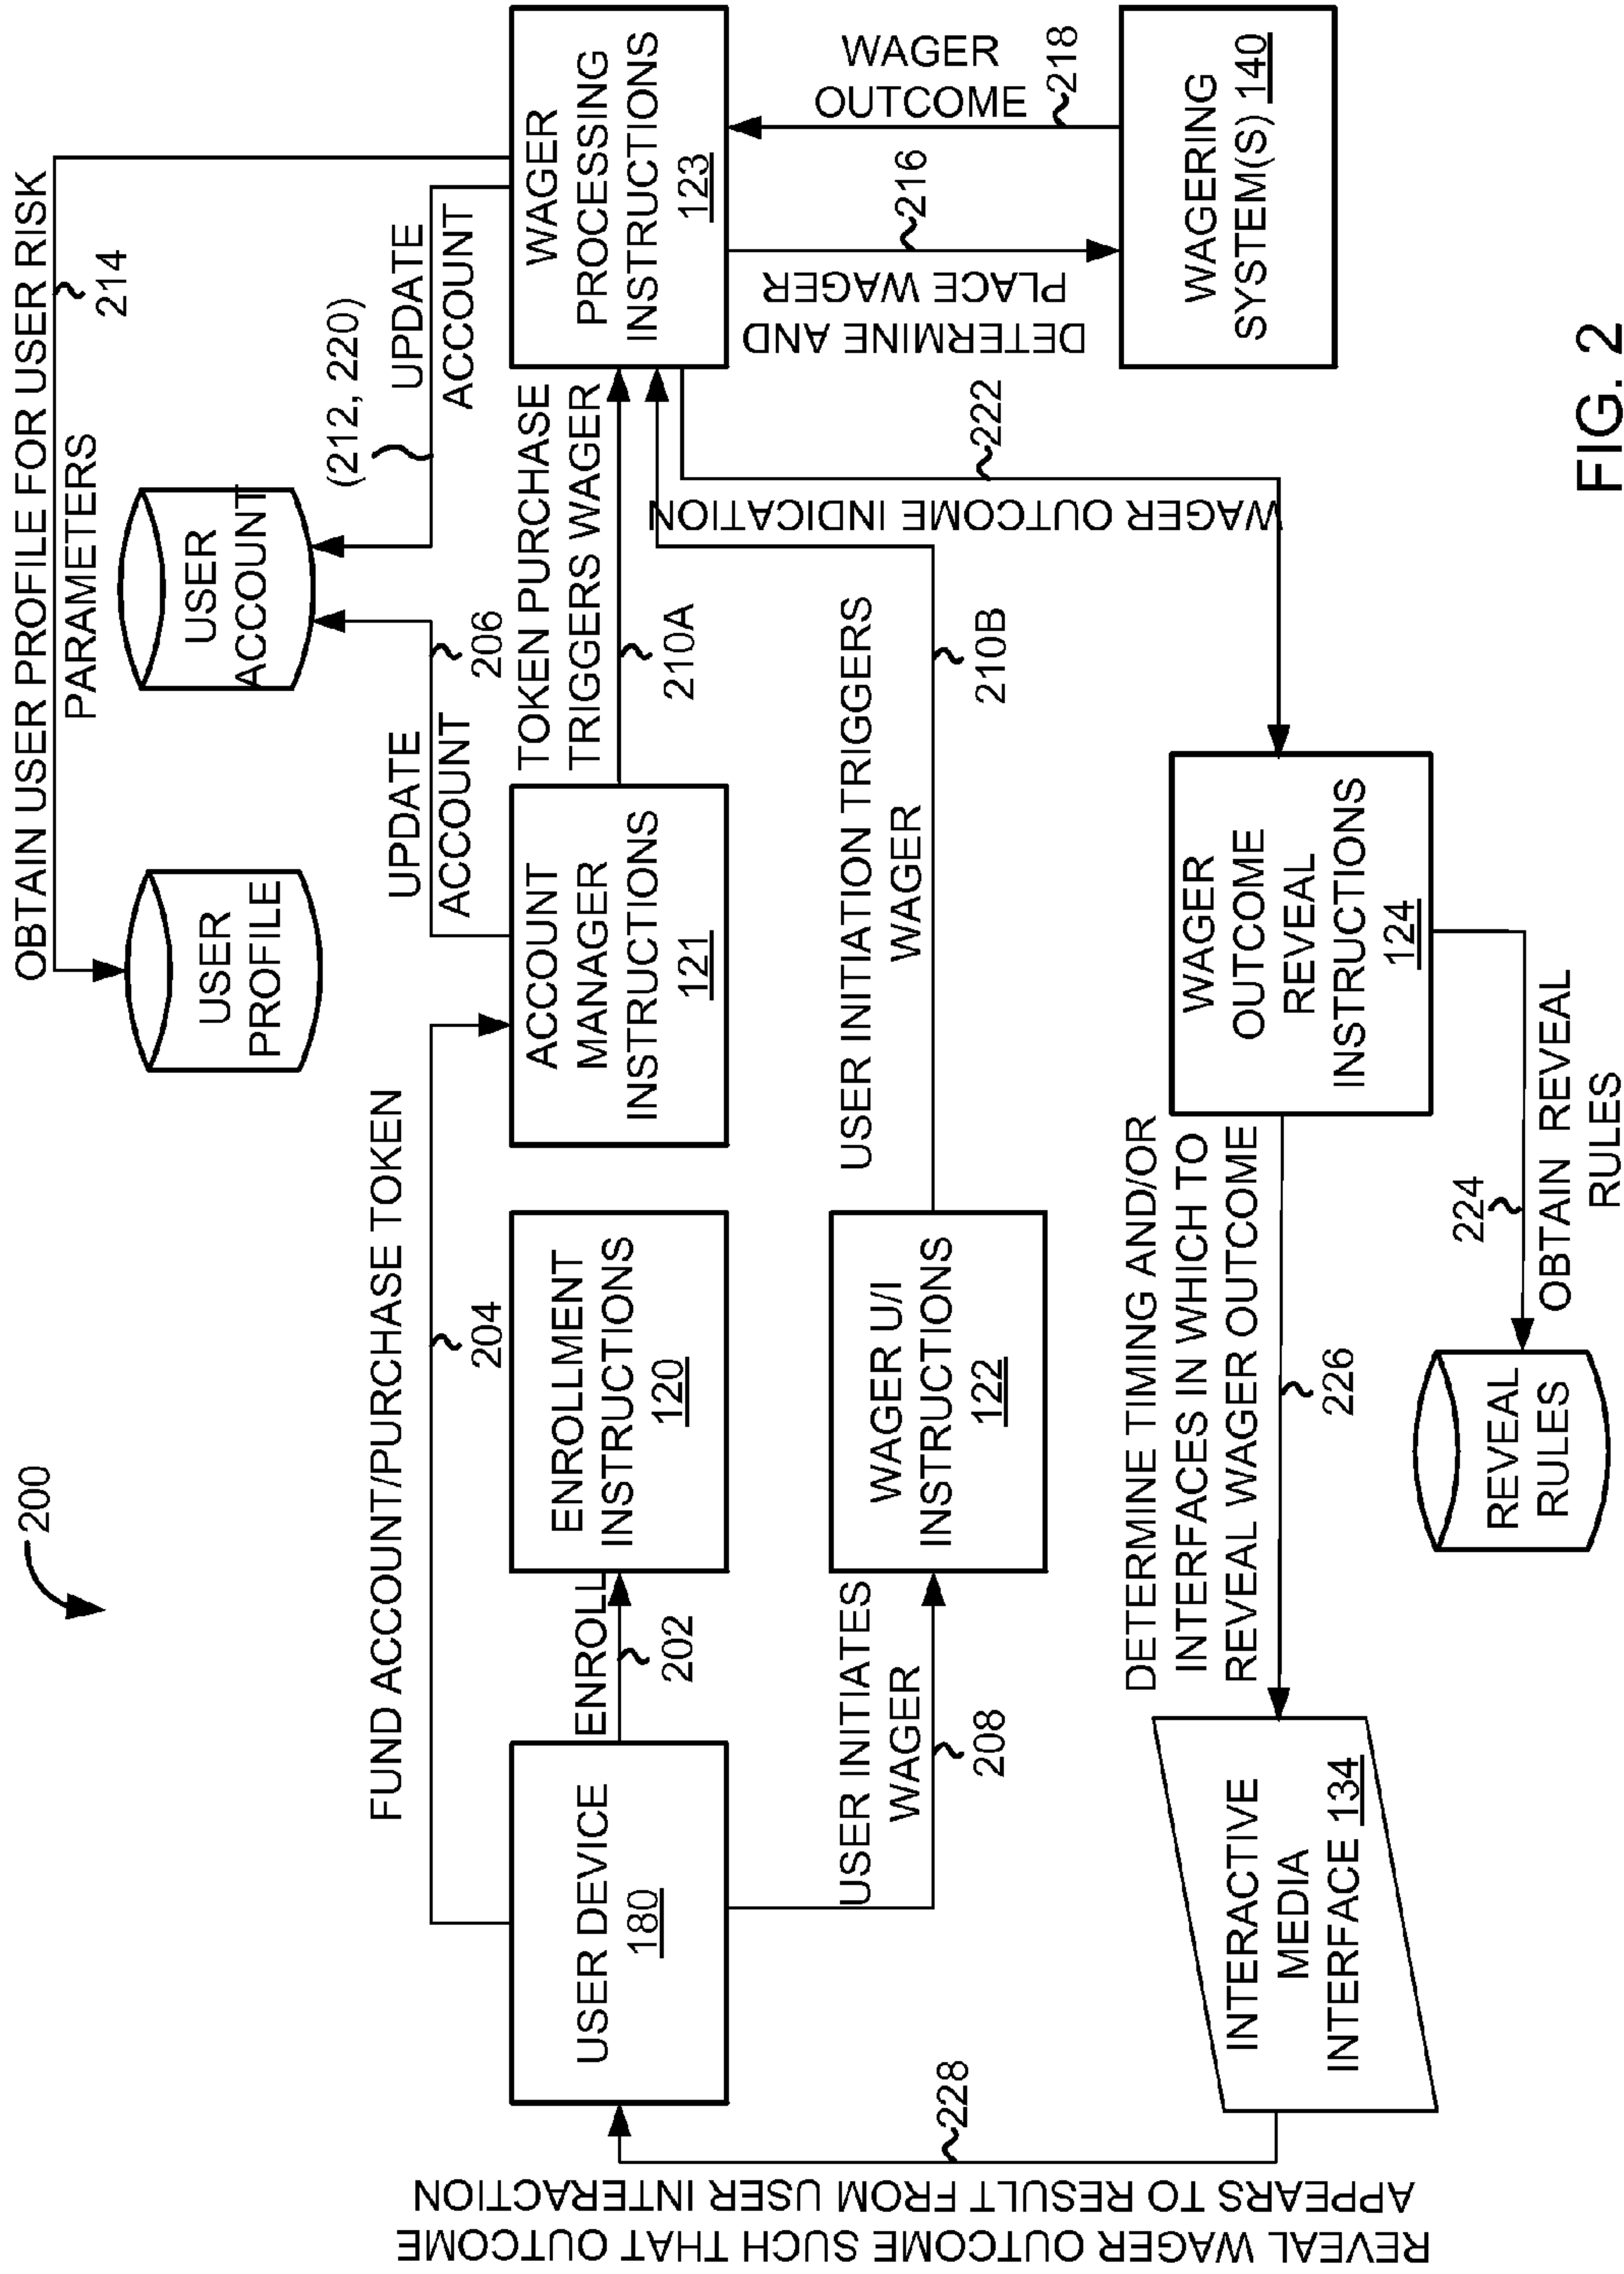 200
OBTAIN USER PROFILE FOR USER RISK
PARAMETERS
214
USER
PROFILE
USER
ACCOUNT
(212, 220)
UPDATE
ACCOUNT
206
UPDATE
ACCOUNT
FUND ACCOUNT/PURCHASE TOKEN
204
USER DEVICE
180
ENROLL
202
ENROLLMENT
INSTRUCTIONS
120
ACCOUNT
MANAGER
INSTRUCTIONS
121
TOKEN PURCHASE
TRIGGERS WAGER
210A
WAGER
PROCESSING
INSTRUCTIONS
123
USER INITIATES
WAGER
208
WAGER U/I
INSTRUCTIONS
122
USER INITIATION TRIGGERS
WAGER
210B
DETERMINE AND
PLACE WAGER
216
WAGER
OUTCOME
218
WAGERING
SYSTEM(S) 140
WAGER OUTCOME INDICATION
222
WAGER
OUTCOME
REVEAL
INSTRUCTIONS
124
DETERMINE TIMING AND/OR
INTERFACES IN WHICH TO
REVEAL WAGER OUTCOME
226
224
OBTAIN REVEAL
RULES
REVEAL
RULES
INTERACTIVE
MEDIA
INTERFACE 134
228
REVEAL WAGER OUTCOME SUCH THAT OUTCOME
APPEARS TO RESULT FROM USER INTERACTION
FIG. 2